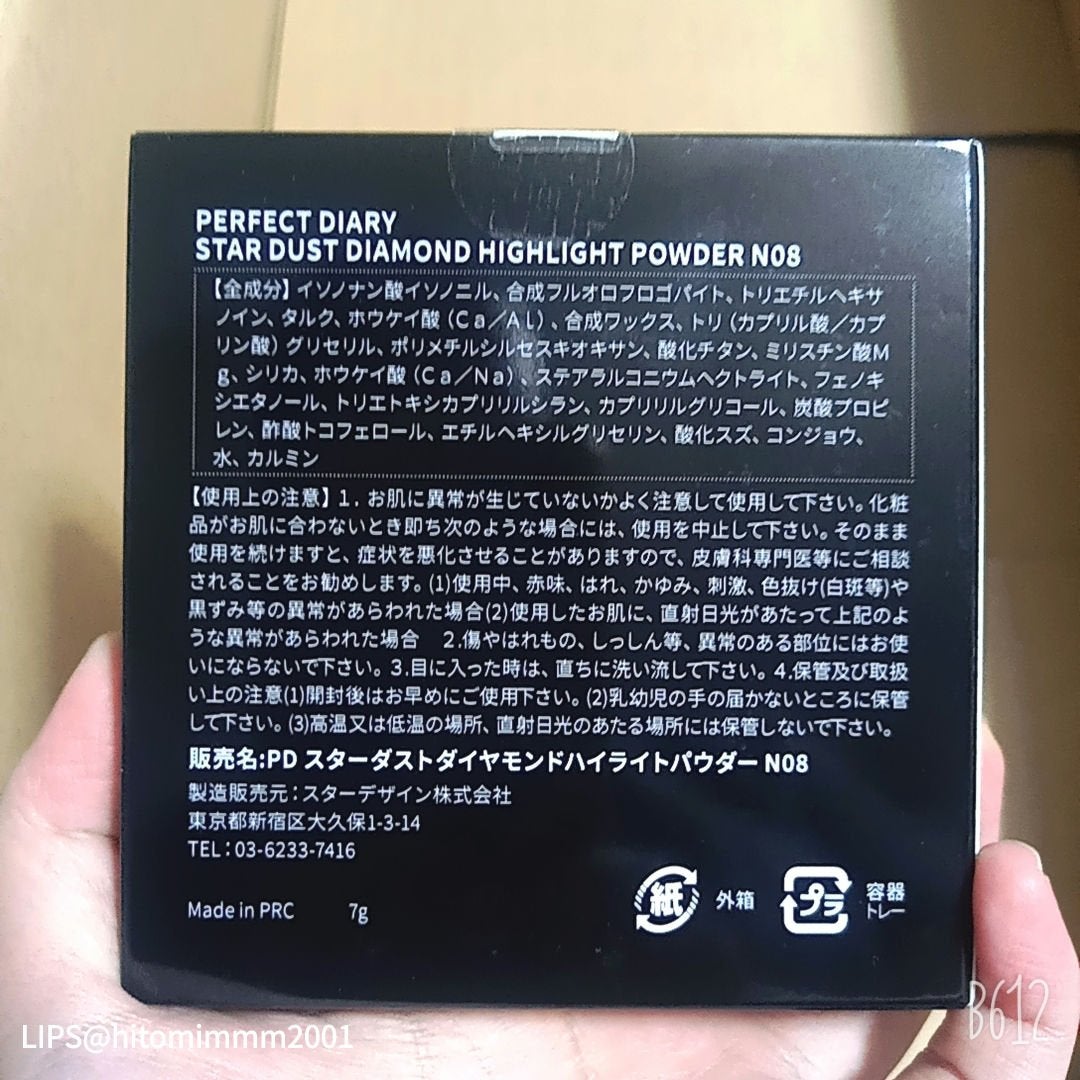 PERFECT DIARY
STAR DUST DIAMOND HIGHLIGHT POWDER N08
【全成分】イソノナン酸イソノニル、合成フルオロフロゴパイト、トリエチルヘキサ
ノイン、タルク、ホウケイ酸(Ca/Al)、合成ワックス、トリ(カプリル酸/カプ
リン酸)グリセリル、ポリメチルシルセスキオキサン、酸化チタン、ミリスチン酸M
g、シリカ、ホウケイ酸(Ca/Na)、ステアラルコニウムヘクトライト、フェノキ
シエタノール、トリエトキシカプリリルシラン、カプリリルグリコール、炭酸プロピ
レン、酢酸トコフェロール、エチルヘキシルグリセリン、酸化スズ、コンジョウ、
水、カルミン
【使用上の注意】1. お肌に異常が生じていないかよく注意して使用して下さい。化粧
品がお肌に合わないとき即ち次のような場合には、使用を中止して下さい。そのまま
使用を続けますと、症状を悪化させることがありますので、皮膚科専門医等にご相談
されることをお勧めします。(1)使用中、赤味、はれ、かゆみ、刺激、色抜け(白斑等)や
黒ずみ等の異常があらわれた場合(2)使用したお肌に、直射日光があたって上記のよ
うな異常があらわれた場合 2.傷やはれもの、しっしん等、異常のある部位にはお使
いにならないで下さい。3.目に入った時は、直ちに洗い流して下さい。4.保管及び取扱
い上の注意(1)開封後はお早めにご使用下さい。(2)乳幼児の手の届かないところに保管
して下さい。(3)高温又は低温の場所、直射日光のあたる場所には保管しないで下さい。
販売名:PD スターダストダイヤモンドハイライトパウダー N08
製造販売元:スターデザイン株式会社
東京都新宿区大久保1-3-14
TEL:03-6233-7416
Made in PRC 7g
紙 外箱 プラ 容器
トレー
LIPS@hitomimmm2001
B612